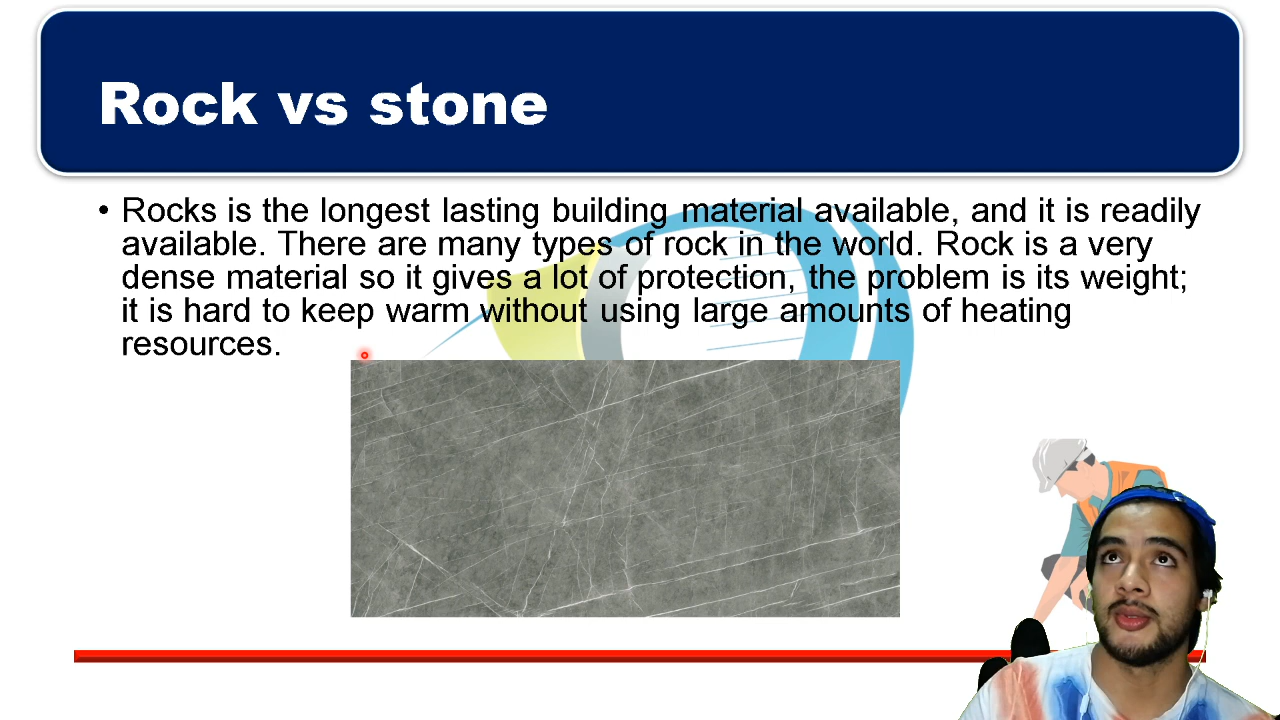 Rock vs stone
• Rocks is the longest lasting building material available, and it is readily
available. There are many types of rock in the world. Rock is a very
dense material so it gives a lot of protection, the problem is its weight;
it is hard to keep warm without using large amounts of heating
resources.